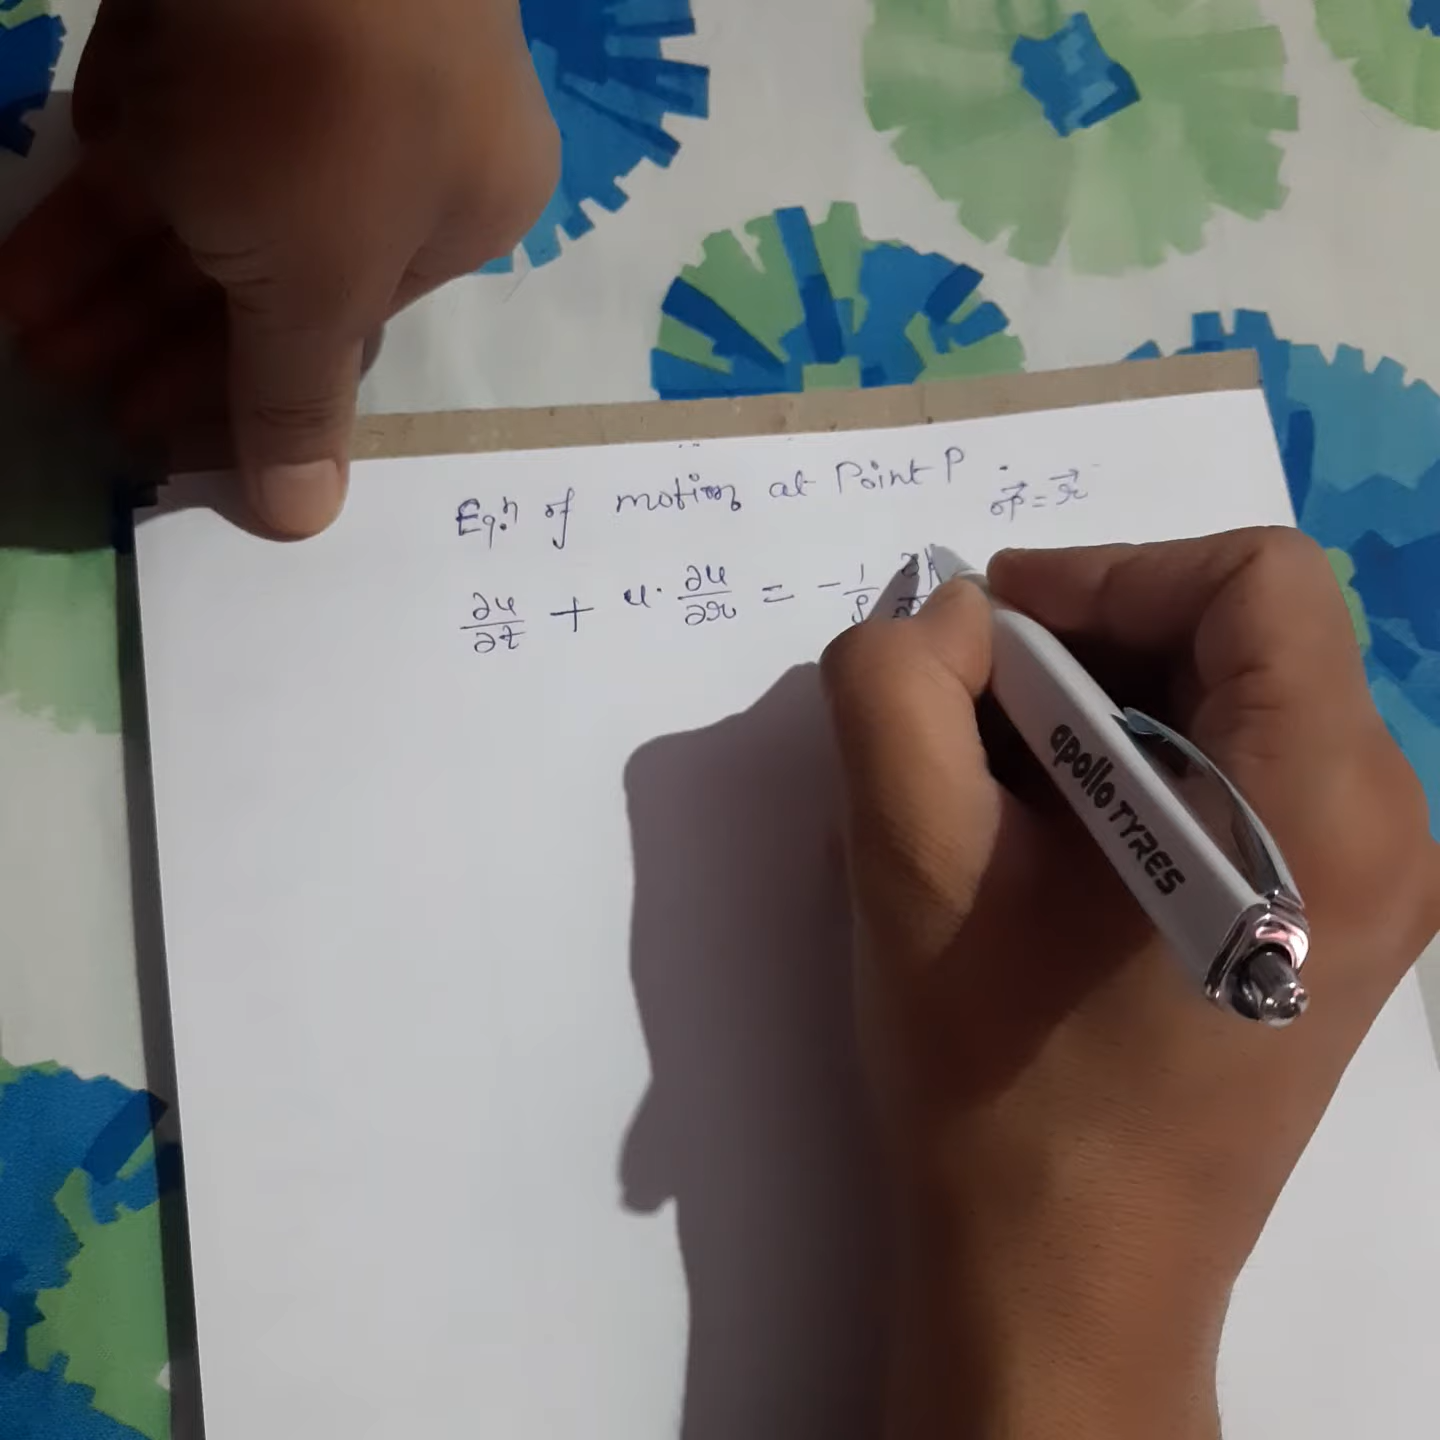 Eq.n of motion at Point P
→OP = →r
∂u/∂t + u. ∂u/∂r = - 1/ρ ∂p/∂r
apollo TYRES